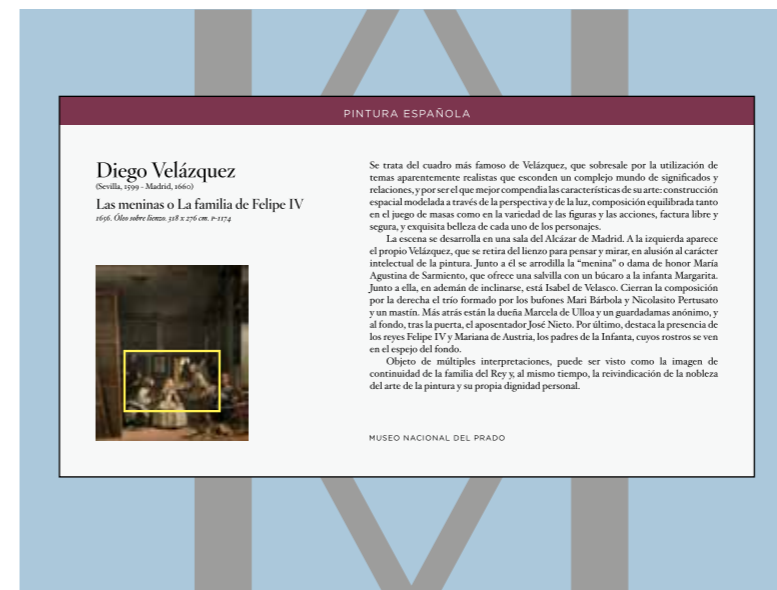 PINTURA ESPAÑOLA
Diego Velázquez
(Sevilla, 1599 - Madrid, 1660)
Las meninas o La familia de Felipe IV
1656. Óleo sobre lienzo. 318 x 276 cm. P-1174
Se trata del cuadro más famoso de Velázquez, que sobresale por la utilización de
temas aparentemente realistas que esconden un complejo mundo de significados y
relaciones, y por ser el que mejor compendia las características de su arte: construcción
espacial modelada a través de la perspectiva y de la luz, composición equilibrada tanto
en el juego de masas como en la variedad de las figuras y las acciones, factura libre y
segura, y exquisita belleza de cada uno de los personajes.
La escena se desarrolla en una sala del Alcázar de Madrid. A la izquierda aparece
el propio Velázquez, que se retira del lienzo para pensar y mirar, en alusión al carácter
intelectual de la pintura. Junto a él se arrodilla la “menina” o dama de honor María
Agustina de Sarmiento, que ofrece una salvilla con un búcaro a la infanta Margarita.
Junto a ella, en ademán de inclinarse, está Isabel de Velasco. Cierran la composición
por la derecha el trío formado por los bufones Mari Bárbola y Nicolasito Pertusato
y un mastín. Más atrás están la dueña Marcela de Ulloa y un guardadamas anónimo, y
al fondo, tras la puerta, el aposentador José Nieto. Por último, destaca la presencia de
los reyes Felipe IV y Mariana de Austria, los padres de la Infanta, cuyos rostros se ven
en el espejo del fondo.
Objeto de múltiples interpretaciones, puede ser visto como la imagen de
continuidad de la familia del Rey y, al mismo tiempo, la reivindicación de la nobleza
del arte de la pintura y su propia dignidad personal.
MUSEO NACIONAL DEL PRADO